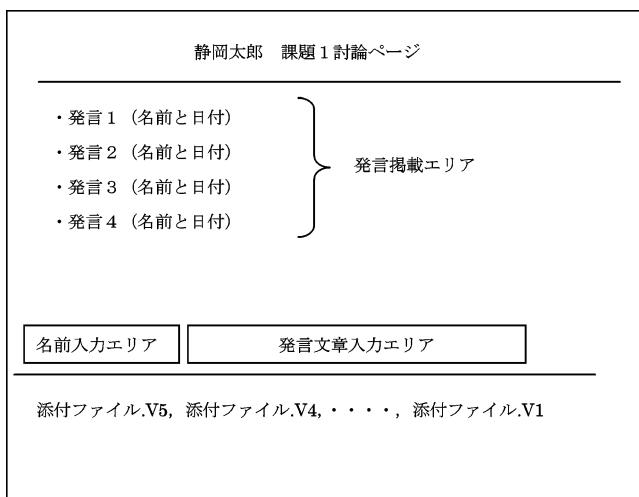 静岡太郎　課題１討論ページ
・発言１（名前と日付）
・発言２（名前と日付）
・発言３（名前と日付）
・発言４（名前と日付）
発言掲載エリア
名前入力エリア
発言文章入力エリア
添付ファイル.V5，添付ファイル.V4，・・・・，添付ファイル.V1